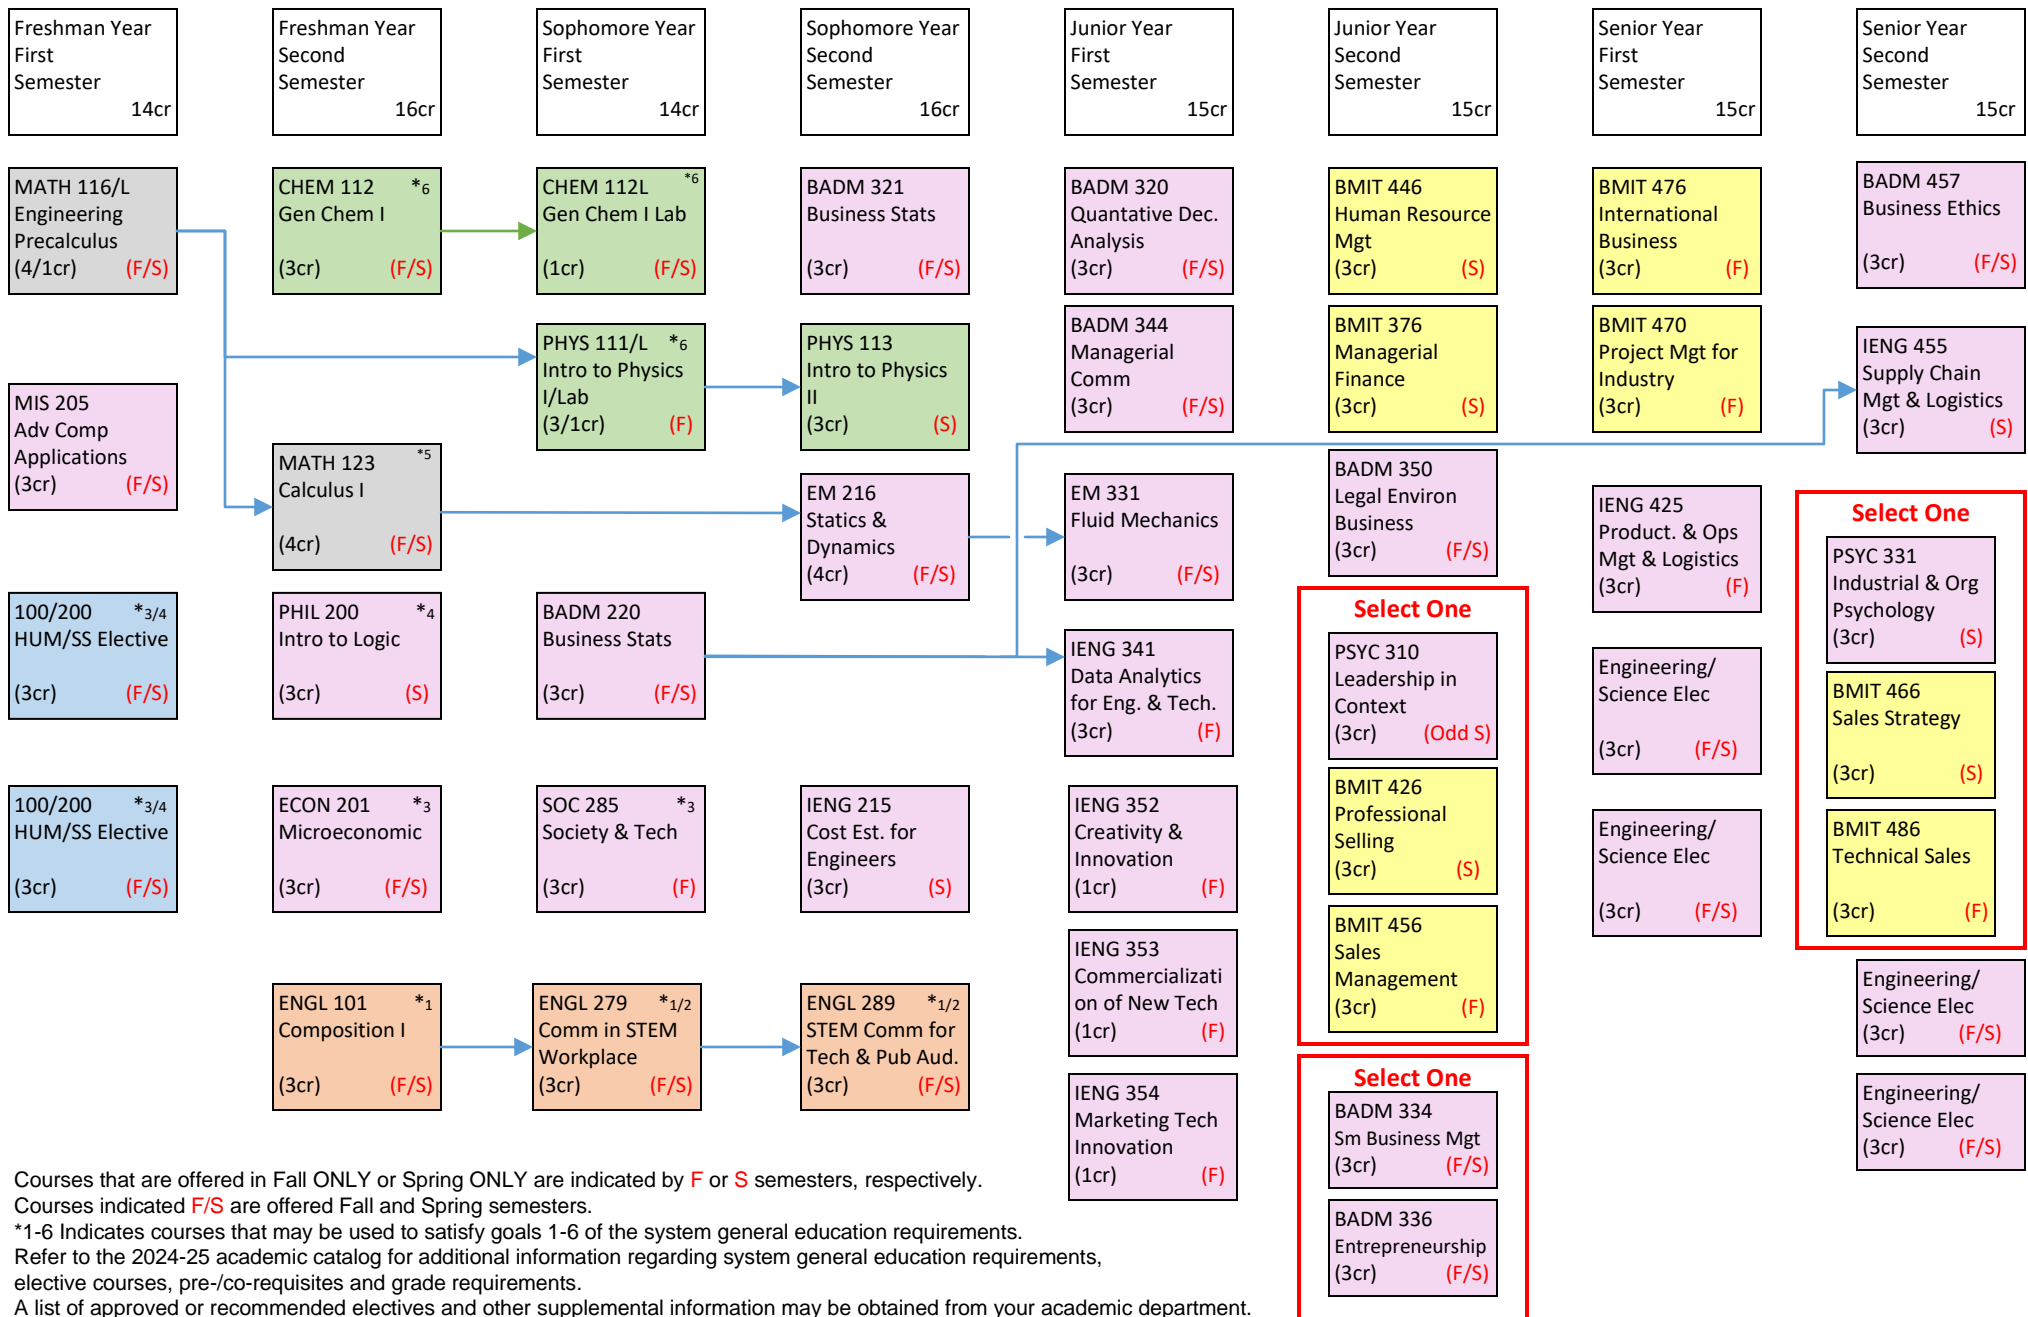 Freshman Year
First
Semester
14cr
Freshman Year
Second
Semester
16cr
Sophomore Year
First
Semester
14cr
Sophomore Year
Second
Semester
16cr
Junior Year
First
Semester
15cr
Junior Year
Second
Semester
15cr
Senior Year
First
Semester
15cr
Senior Year
Second
Semester
15cr
MATH 116/L
Engineering
Precalculus
(4/1cr) (F/S)
MIS 205
Adv Comp
Applications
(3cr) (F/S)
100/200 *3/4
HUM/SS Elective
(3cr) (F/S)
100/200 *3/4
HUM/SS Elective
(3cr) (F/S)
CHEM 112 *6
Gen Chem I
(3cr) (F/S)
MATH 123 *5
Calculus I
(4cr) (F/S)
PHIL 200 *4
Intro to Logic
(3cr) (S)
ECON 201 *3
Microeconomic
(3cr) (F/S)
ENGL 101 *1
Composition I
(3cr) (F/S)
CHEM 112L *6
Gen Chem I Lab
(1cr) (F/S)
PHYS 111/L *6
Intro to Physics
I/Lab
(3/1cr) (F)
BADM 220
Business Stats
(3cr) (F/S)
SOC 285 *3
Society & Tech
(3cr) (F)
ENGL 279 *1/2
Comm in STEM
Workplace
(3cr) (F/S)
BADM 321
Business Stats
(3cr) (F/S)
PHYS 113
Intro to Physics
II
(3cr) (S)
EM 216
Statics &
Dynamics
(4cr) (F/S)
IENG 215
Cost Est. for
Engineers
(3cr) (S)
ENGL 289 *1/2
STEM Comm for
Tech & Pub Aud.
(3cr) (F/S)
BADM 320
Quantative Dec.
Analysis
(3cr) (F/S)
BADM 344
Managerial
Comm
(3cr) (F/S)
EM 331
Fluid Mechanics
(3cr) (F/S)
IENG 341
Data Analytics
for Eng. & Tech.
(3cr) (F)
IENG 352
Creativity &
Innovation
(1cr) (F)
IENG 353
Commercializati
on of New Tech
(1cr) (F)
IENG 354
Marketing Tech
Innovation
(1cr) (F)
BMIT 446
Human Resource
Mgt
(3cr) (S)
BMIT 376
Managerial
Finance
(3cr) (S)
BADM 350
Legal Environ
Business
(3cr) (F/S)
Select One
PSYC 310
Leadership in
Context
(3cr) (Odd S)
BMIT 426
Professional
Selling
(3cr) (S)
BMIT 456
Sales
Management
(3cr) (F)
Select One
BADM 334
Sm Business Mgt
(3cr) (F/S)
BADM 336
Entrepreneurship
(3cr) (F/S)
BMIT 476
International
Business
(3cr) (F)
BMIT 470
Project Mgt for
Industry
(3cr) (F)
IENG 425
Product. & Ops
Mgt & Logistics
(3cr) (F)
Engineering/
Science Elec
(3cr) (F/S)
Engineering/
Science Elec
(3cr) (F/S)
BADM 457
Business Ethics
(3cr) (F/S)
IENG 455
Supply Chain
Mgt & Logistics
(3cr) (S)
Select One
PSYC 331
Industrial & Org
Psychology
(3cr) (S)
BMIT 466
Sales Strategy
(3cr) (S)
BMIT 486
Technical Sales
(3cr) (F)
Engineering/
Science Elec
(3cr) (F/S)
Engineering/
Science Elec
(3cr) (F/S)
Courses that are offered in Fall ONLY or Spring ONLY are indicated by F or S semesters, respectively.
Courses indicated F/S are offered Fall and Spring semesters.
*1-6 Indicates courses that may be used to satisfy goals 1-6 of the system general education requirements.
Refer to the 2024-25 academic catalog for additional information regarding system general education requirements,
elective courses, pre-/co-requisites and grade requirements.
A list of approved or recommended electives and other supplemental information may be obtained from your academic department.